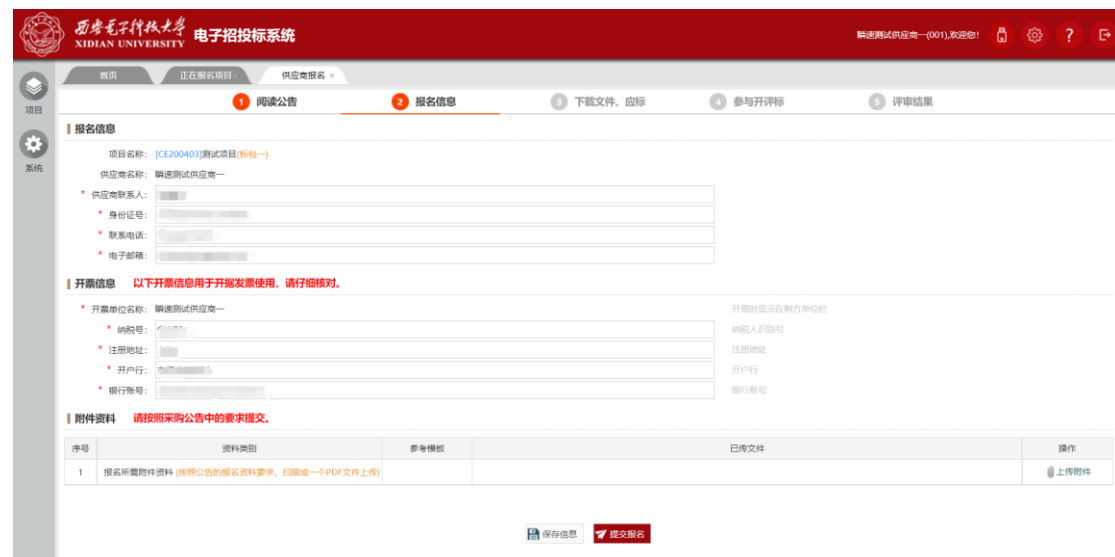 西安电子科技大学
XIDIAN UNIVERSITY
电子招投标系统
瞬速测试供应商一(001),欢迎您!
?
项目
系统
首页
正在报名项目 ×
供应商报名 ×
1 阅读公告
2 报名信息
3 下载文件、应标
4 参与开评标
5 评审结果
报名信息
项目名称: [CE200403]测试项目(标包一)
供应商名称: 瞬速测试供应商一
* 供应商联系人:
* 身份证号:
* 联系电话:
* 电子邮箱:
开票信息 以下开票信息用于开据发票使用，请仔细核对。
* 开票单位名称: 瞬速测试供应商一 开票时显示在购方单位栏
* 纳税号: 纳税人识别号
* 注册地址: 注册地址
* 开户行: 开户行
* 银行账号: 银行账号
附件资料 请按照采购公告中的要求提交。
序号 资料类别 参考模板 已传文件 操作
1 报名所需附件资料 (按照公告的报名资料要求、扫描成一个PDF文件上传) 上传附件
保存信息 提交报名